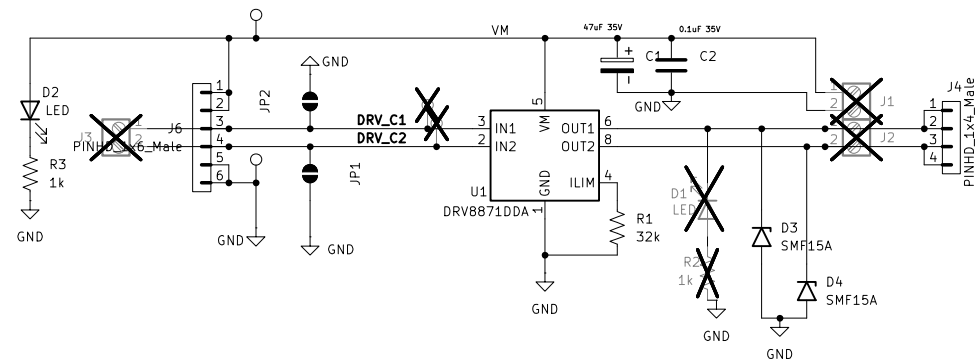 47uF 35V
0.1uF 35V
VM
C1
C2
+
-
GND
J4
PINHD_1x4_Male
1
2
3
4
J1
1
2
J2
1
2
GND
D2
LED
R3
1k
GND
J3
1
2
J6
PINHD_1x6_Male
1
2
3
4
5
6
JP2
JP1
GND
GND
GND
DRV_C1
DRV_C2
3
2
IN1
IN2
5
VM
OUT1
OUT2
6
8
ILIM
4
GND
1
U1
DRV8871DDA
R1
32k
GND
D1
LED
R2
1k
GND
D3
SMF15A
D4
SMF15A
GND